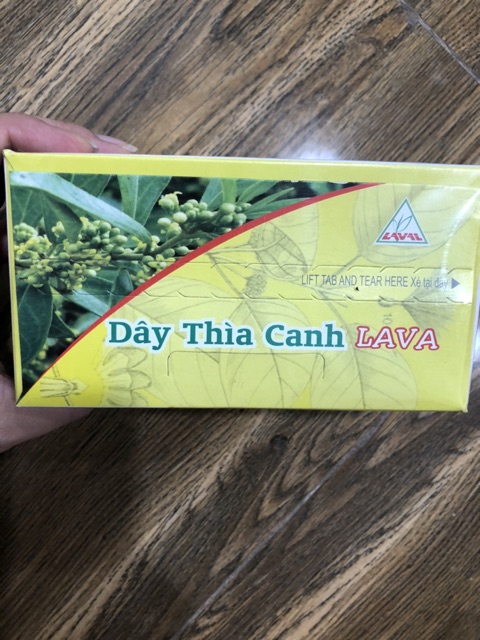 LAVA
LIFT TAB AND TEAR HERE Xé tại đây
Dây Thìa Canh LAVA